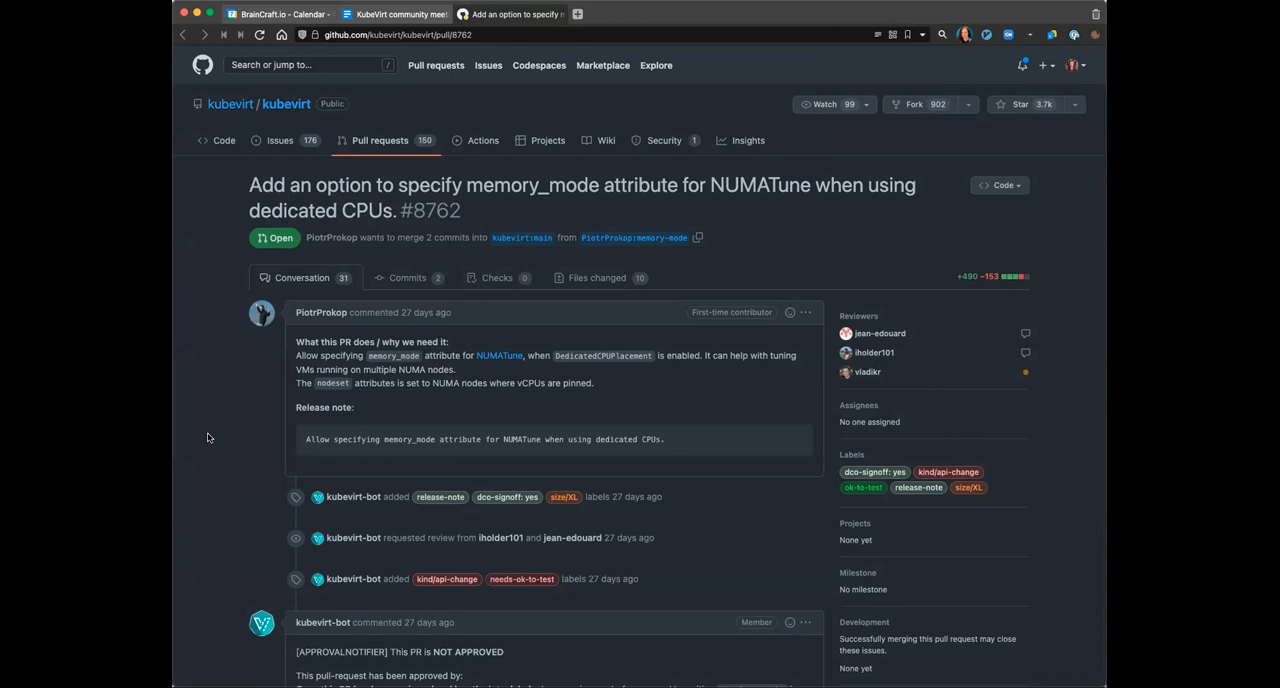 BrainCraft.io - Calendar -
KubeVirt community mee
Add an option to specify m
github.com/kubevirt/kubevirt/pull/8762
Search or jump to... /
Pull requests Issues Codespaces Marketplace Explore
kubevirt / kubevirt Public
Watch 99 Fork 902 Star 3.7k
Code Issues 176 Pull requests 150 Actions Projects Wiki Security 1 Insights
Add an option to specify memory_mode attribute for NUMATune when using
dedicated CPUs. #8762
Code
Open PiotrProkop wants to merge 2 commits into kubevirt:main from PiotrProkop:memory-mode
Conversation 31 Commits 2 Checks 0 Files changed 10
+490 −153
PiotrProkop commented 27 days ago First-time contributor
What this PR does / why we need it:
Allow specifying memory_mode attribute for NUMATune, when DedicatedCPUPlacement is enabled. It can help with tuning
VMs running on multiple NUMA nodes.
The nodeset attributes is set to NUMA nodes where vCPUs are pinned.
Release note:
Allow specifying memory_mode attribute for NUMATune when using dedicated CPUs.
kubevirt-bot added release-note dco-signoff: yes size/XL labels 27 days ago
kubevirt-bot requested review from iholder101 and jean-edouard 27 days ago
kubevirt-bot added kind/api-change needs-ok-to-test labels 27 days ago
kubevirt-bot commented 27 days ago Member
[APPROVALNOTIFIER] This PR is NOT APPROVED
This pull-request has been approved by:
Reviewers
jean-edouard
iholder101
vladikr
Assignees
No one assigned
Labels
dco-signoff: yes kind/api-change
ok-to-test release-note size/XL
Projects
None yet
Milestone
No milestone
Development
Successfully merging this pull request may close
these issues.
None yet